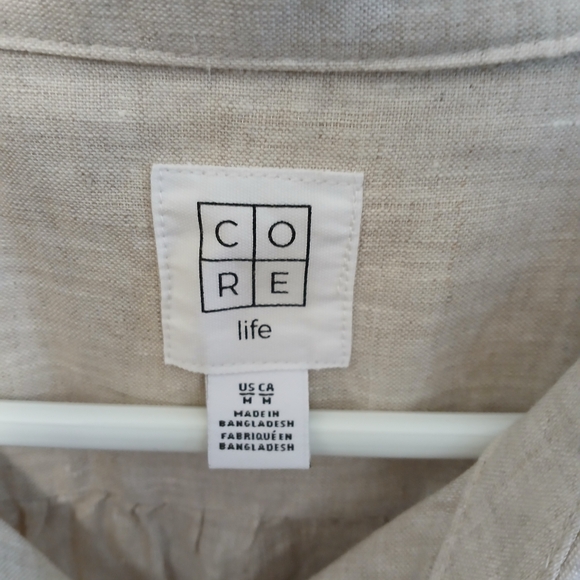 C O
R E
life
US CA
M M
MADE IN
BANGLADESH
FABRIQUÉ EN
BANGLADESH